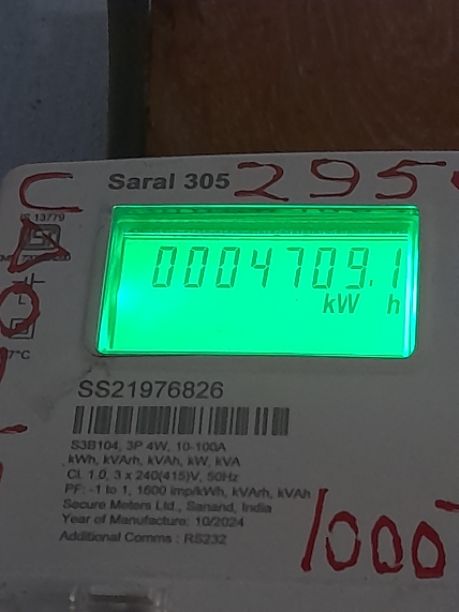 Saral 305
295
IS 13779
0004709.1
kW h
SS21976826
S3B104, 3P 4W, 10-100A
kWh, kVArh, kVAh, kW, kVA
Cl. 1.0, 3 x 240(415)V, 50Hz
PF: -1 to 1, 1600 imp/kWh, kVArh, kVAh
Secure Meters Ltd., Sanand, India
Year of Manufacture: 10/2024
Additional Comms : RS232
1000